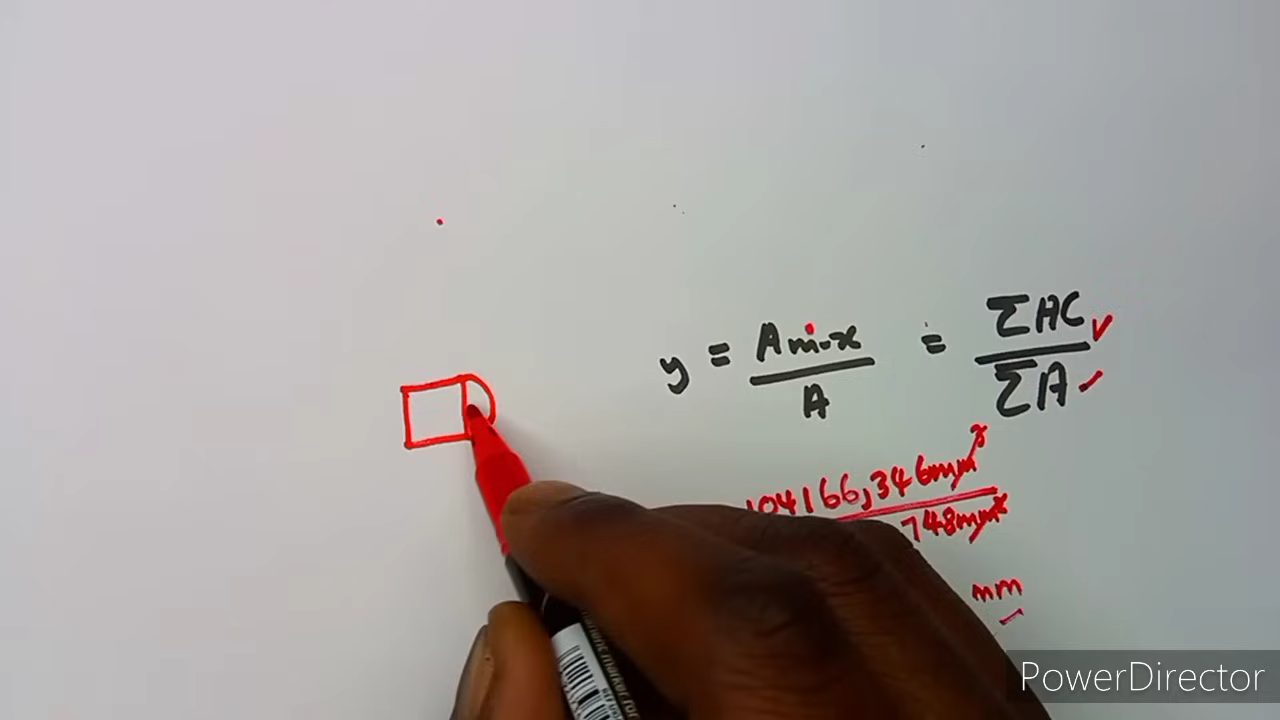 y = Am.x / A = ΣAC / ΣA
104166,346mm³
748mm²
mm
PowerDirector